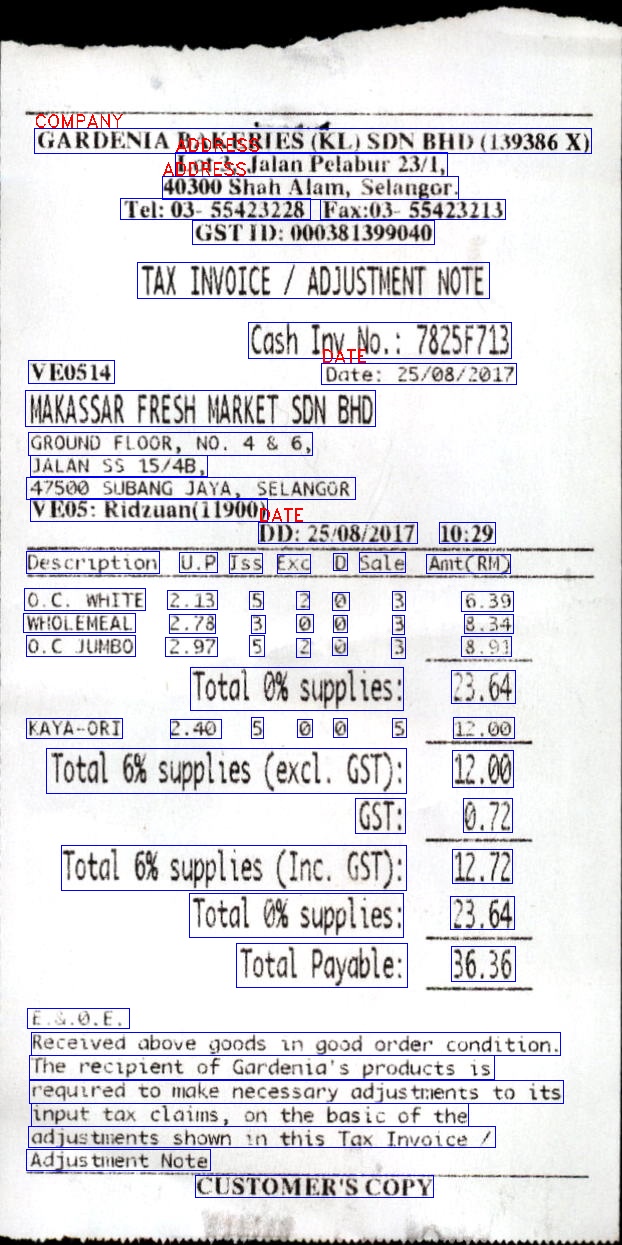 COMPANY
GARDENIA BAKERIES (KL) SDN BHD (139386 X)
ADDRESS
Lot 3, Jalan Pelabur 23/1,
ADDRESS
40300 Shah Alam, Selangor.
Tel: 03- 55423228 Fax:03- 55423213
GST ID: 000381399040
TAX INVOICE / ADJUSTMENT NOTE
Cash Inv No.: 7825F713
DATE
VE0514 Date: 25/08/2017
MAKASSAR FRESH MARKET SDN BHD
GROUND FLOOR, NO. 4 & 6,
JALAN SS 15/4B,
47500 SUBANG JAYA, SELANGOR
VE05: Ridzuan(11900)
DATE
DD: 25/08/2017 10:29
Description U.P Iss Exc D Sale Amt(RM)
O.C. WHITE 2.13 5 2 0 3 6.39
WHOLEMEAL 2.78 3 0 0 3 8.34
O.C JUMBO 2.97 5 2 0 3 8.91
Total 0% supplies: 23.64
KAYA-ORI 2.40 5 0 0 5 12.00
Total 6% supplies (excl. GST): 12.00
GST: 0.72
Total 6% supplies (Inc. GST): 12.72
Total 0% supplies: 23.64
Total Payable: 36.36
E.&.O.E.
Received above goods in good order condition.
The recipient of Gardenia's products is
required to make necessary adjustments to its
input tax claims, on the basic of the
adjustments shown in this Tax Invoice /
Adjustment Note
CUSTOMER'S COPY